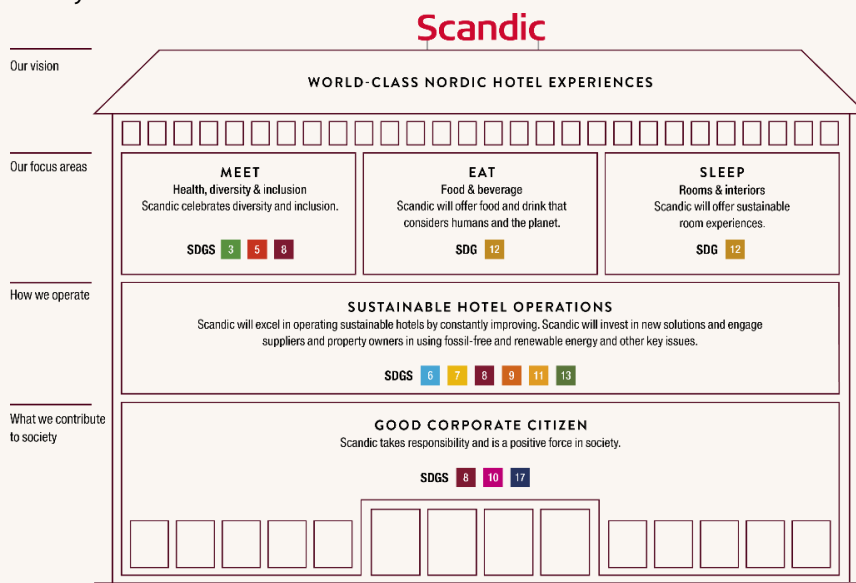 Scandic
Our vision
WORLD-CLASS NORDIC HOTEL EXPERIENCES
Our focus areas
MEET
Health, diversity & inclusion
Scandic celebrates diversity and inclusion.
SDGS 3 5 8
EAT
Food & beverage
Scandic will offer food and drink that
considers humans and the planet.
SDG 12
SLEEP
Rooms & interiors
Scandic will offer sustainable
room experiences.
SDG 12
How we operate
SUSTAINABLE HOTEL OPERATIONS
Scandic will excel in operating sustainable hotels by constantly improving. Scandic will invest in new solutions and engage
suppliers and property owners in using fossil-free and renewable energy and other key issues.
SDGS 6 7 8 9 11 13
What we contribute
to society
GOOD CORPORATE CITIZEN
Scandic takes responsibility and is a positive force in society.
SDGS 8 10 17